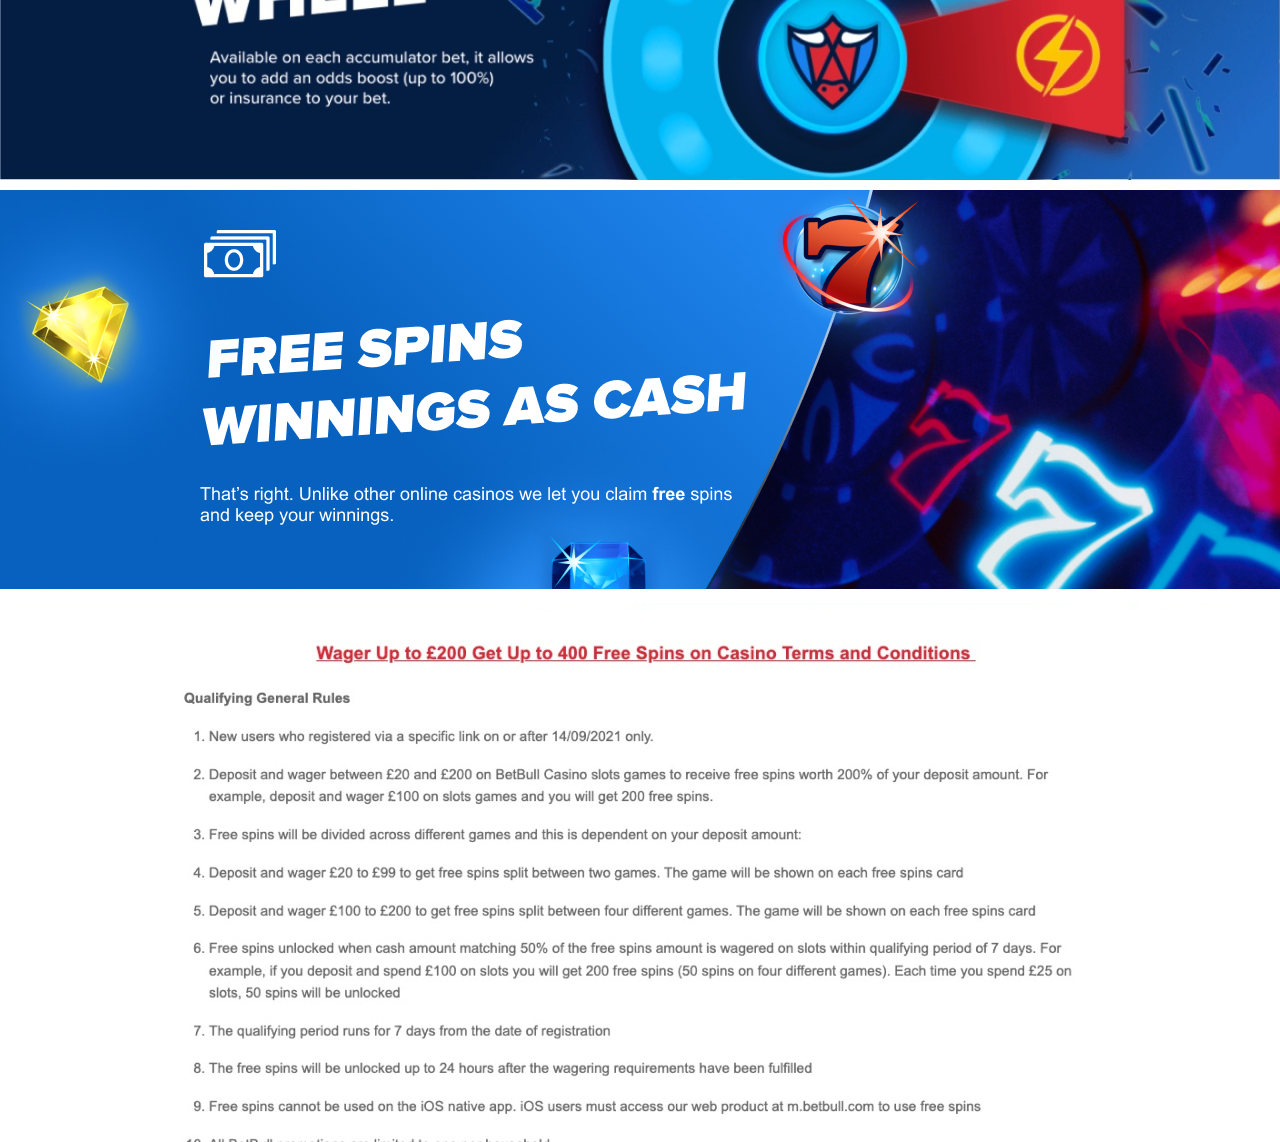 WHEEL
Available on each accumulator bet, it allows
you to add an odds boost (up to 100%)
or insurance to your bet.
FREE SPINS
WINNINGS AS CASH
That’s right. Unlike other online casinos we let you claim free spins
and keep your winnings.
Wager Up to £200 Get Up to 400 Free Spins on Casino Terms and Conditions
Qualifying General Rules
1. New users who registered via a specific link on or after 14/09/2021 only.
2. Deposit and wager between £20 and £200 on BetBull Casino slots games to receive free spins worth 200% of your deposit amount. For
example, deposit and wager £100 on slots games and you will get 200 free spins.
3. Free spins will be divided across different games and this is dependent on your deposit amount:
4. Deposit and wager £20 to £99 to get free spins split between two games. The game will be shown on each free spins card
5. Deposit and wager £100 to £200 to get free spins split between four different games. The game will be shown on each free spins card
6. Free spins unlocked when cash amount matching 50% of the free spins amount is wagered on slots within qualifying period of 7 days. For
example, if you deposit and spend £100 on slots you will get 200 free spins (50 spins on four different games). Each time you spend £25 on
slots, 50 spins will be unlocked
7. The qualifying period runs for 7 days from the date of registration
8. The free spins will be unlocked up to 24 hours after the wagering requirements have been fulfilled
9. Free spins cannot be used on the iOS native app. iOS users must access our web product at m.betbull.com to use free spins
10. All BetBull promotions are limited to one per household